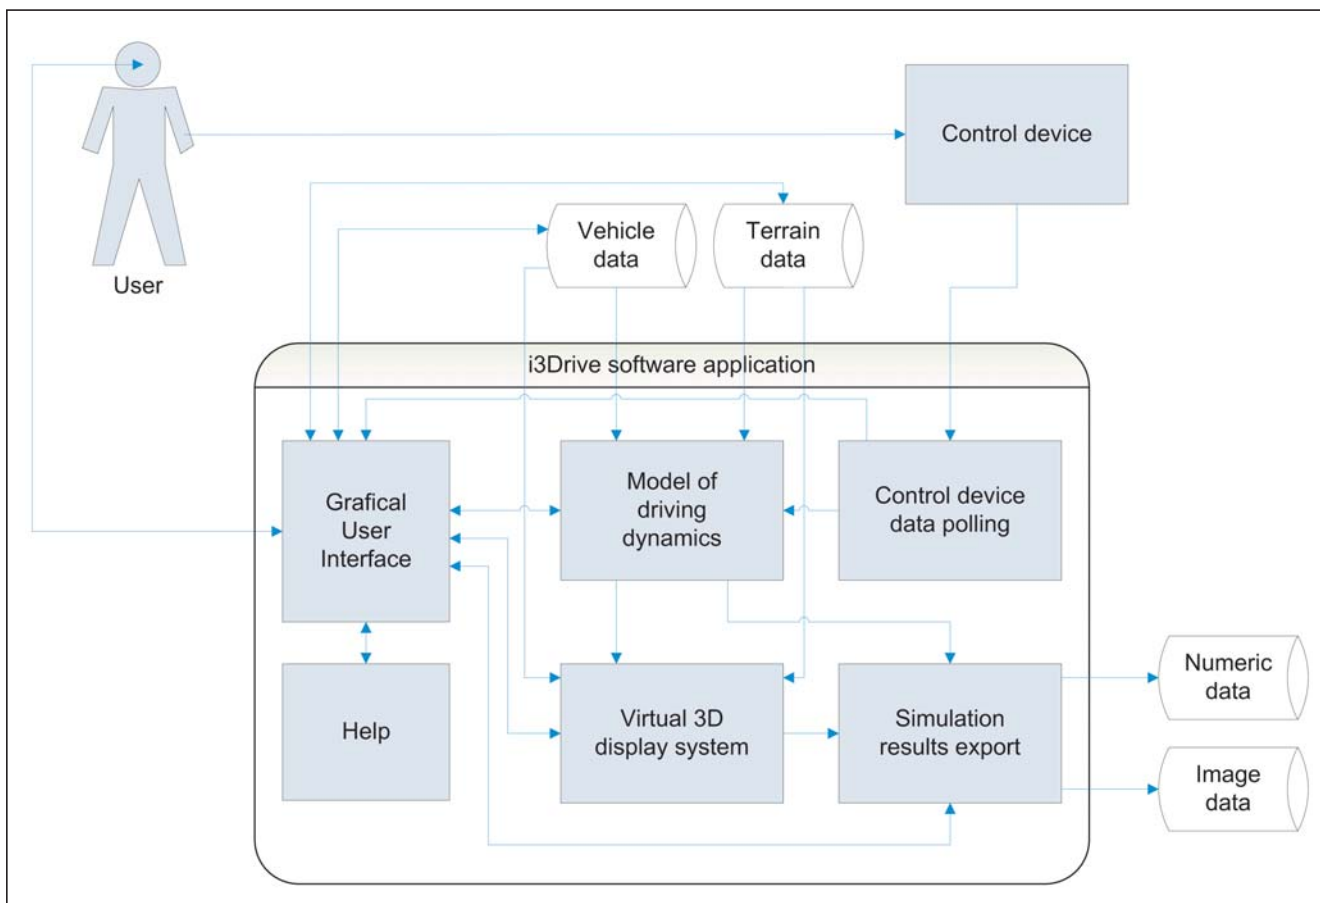 Control device
Vehicle
data
Terrain
data
User
i3Drive software application
Grafical
User
Interface
Model of
driving
dynamics
Control device
data polling
Help
Virtual 3D
display system
Simulation
results export
Numeric
data
Image
data